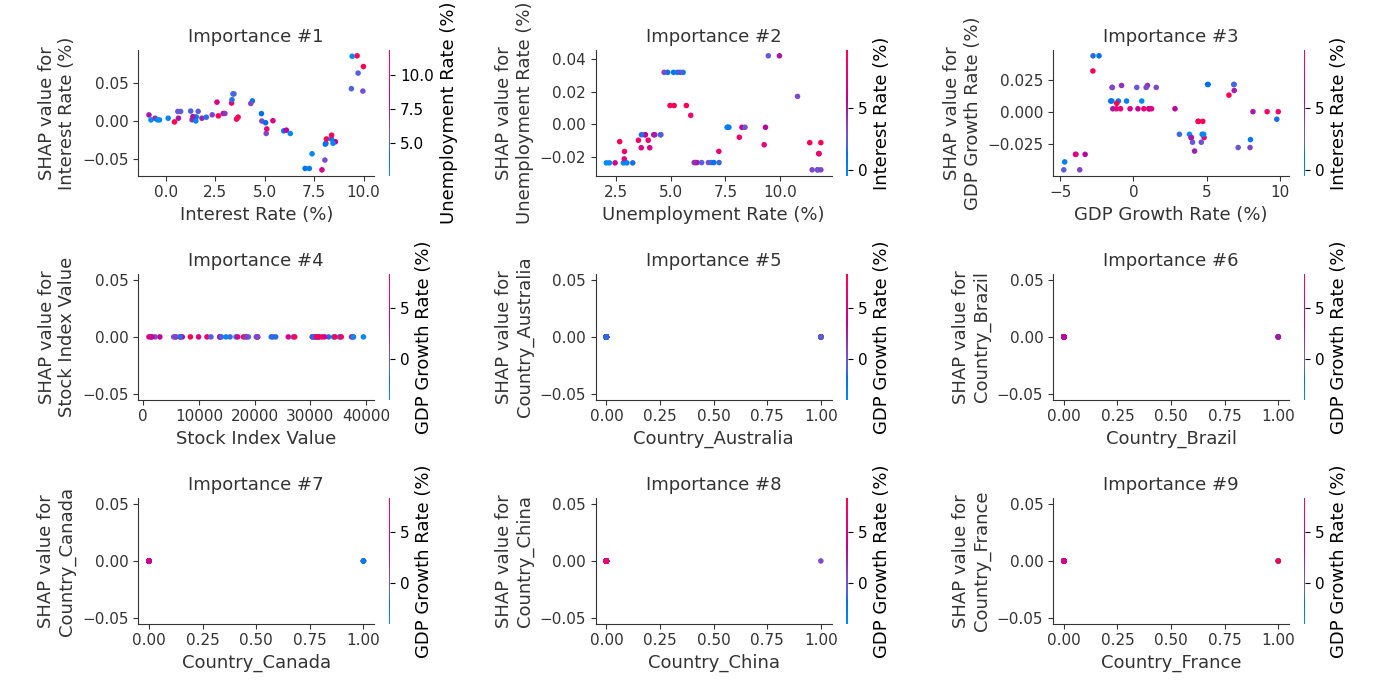 Importance #1
SHAP value for
Interest Rate (%)
0.05
0.00
−0.05
0.0
2.5
5.0
7.5
10.0
Interest Rate (%)
10.0
7.5
5.0
Unemployment Rate (%)
Importance #2
SHAP value for
Unemployment Rate (%)
0.04
0.02
0.00
−0.02
2.5
5.0
7.5
10.0
Unemployment Rate (%)
5
0
Interest Rate (%)
Importance #3
SHAP value for
GDP Growth Rate (%)
0.025
0.000
−0.025
−5
0
5
10
GDP Growth Rate (%)
5
0
Interest Rate (%)
Importance #4
SHAP value for
Stock Index Value
0.05
0.00
−0.05
0
10000
20000
30000
40000
Stock Index Value
5
0
GDP Growth Rate (%)
Importance #5
SHAP value for
Country_Australia
0.05
0.00
−0.05
0.00
0.25
0.50
0.75
1.00
Country_Australia
5
0
GDP Growth Rate (%)
Importance #6
SHAP value for
Country_Brazil
0.05
0.00
−0.05
0.00
0.25
0.50
0.75
1.00
Country_Brazil
5
0
GDP Growth Rate (%)
Importance #7
SHAP value for
Country_Canada
0.05
0.00
−0.05
0.00
0.25
0.50
0.75
1.00
Country_Canada
5
0
GDP Growth Rate (%)
Importance #8
SHAP value for
Country_China
0.05
0.00
−0.05
0.00
0.25
0.50
0.75
1.00
Country_China
5
0
GDP Growth Rate (%)
Importance #9
SHAP value for
Country_France
0.05
0.00
−0.05
0.00
0.25
0.50
0.75
1.00
Country_France
5
0
GDP Growth Rate (%)